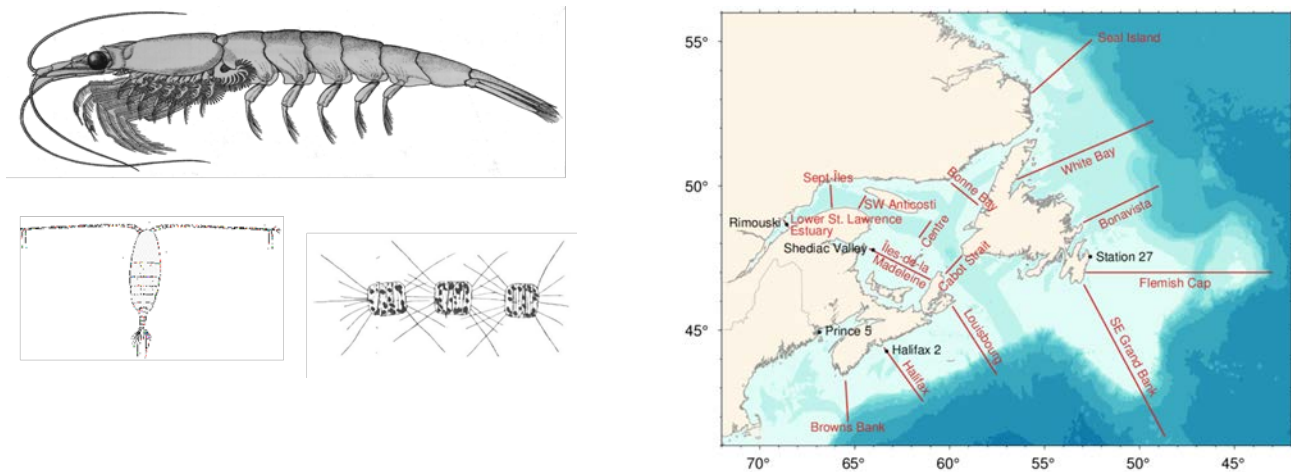 55°
50°
45°
70°
65°
60°
55°
50°
45°
Seal Island
White Bay
Bonavista
Bonne Bay
Sept-Îles
SW Anticosti
Rimouski
Lower St. Lawrence
Estuary
Centre
Shediac Valley
Îles-de-la
Madeleine
Cabot Strait
Station 27
Flemish Cap
SE Grand Bank
Louisbourg
Prince 5
Halifax 2
Halifax
Browns Bank